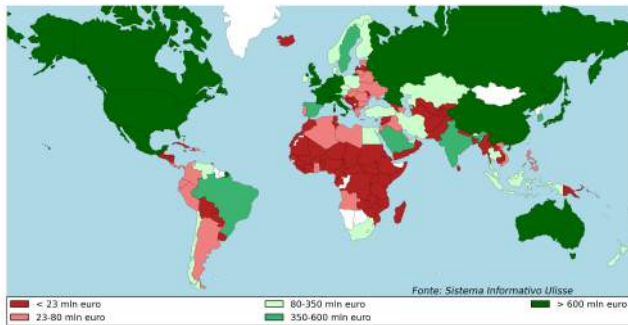 Fonte: Sistema Informativo Ulisse
< 23 mln euro
80-350 mln euro
> 600 mln euro
23-80 mln euro
350-600 mln euro